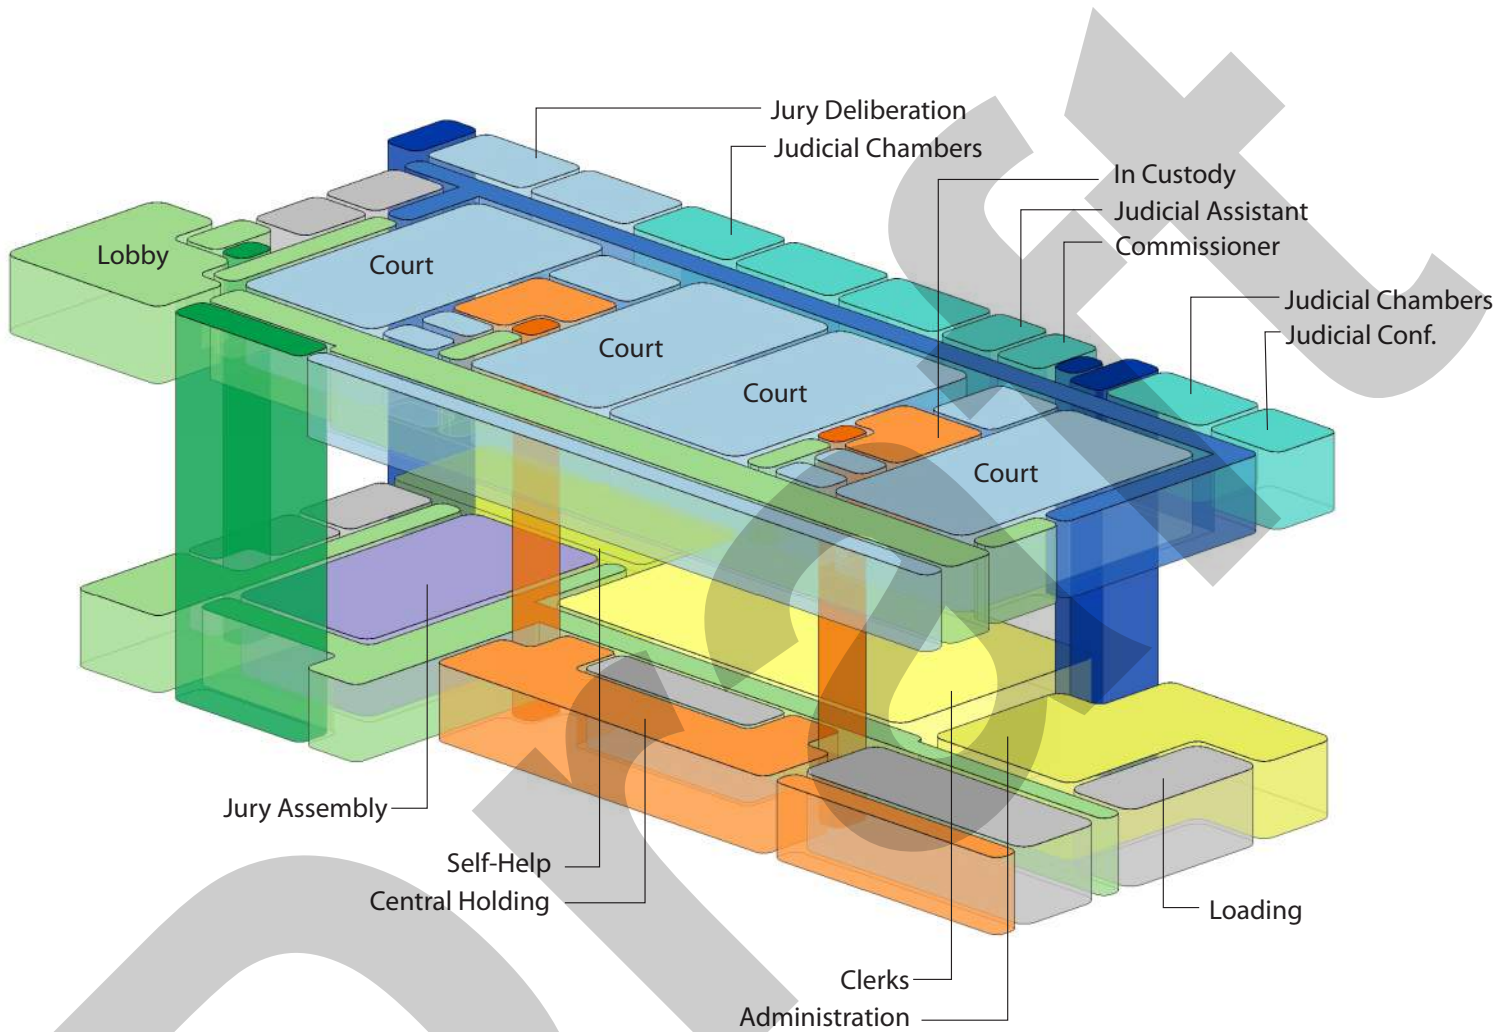 Jury Deliberation
Judicial Chambers
In Custody
Judicial Assistant
Commissioner
Lobby
Court
Judicial Chambers
Judicial Conf.
Court
Court
Court
Jury Assembly
Self-Help
Central Holding
Loading
Clerks
Administration
Draft